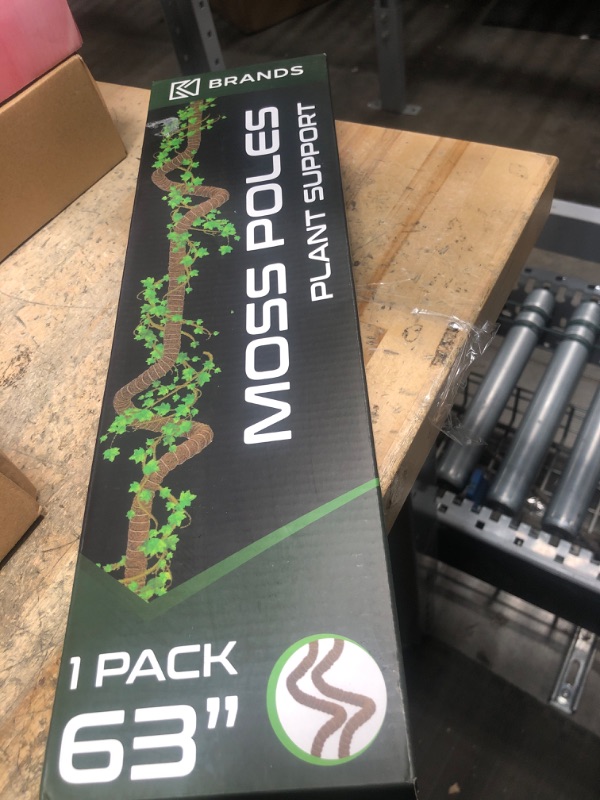 BRANDS
MOSS POLES
PLANT SUPPORT
1 PACK
63”